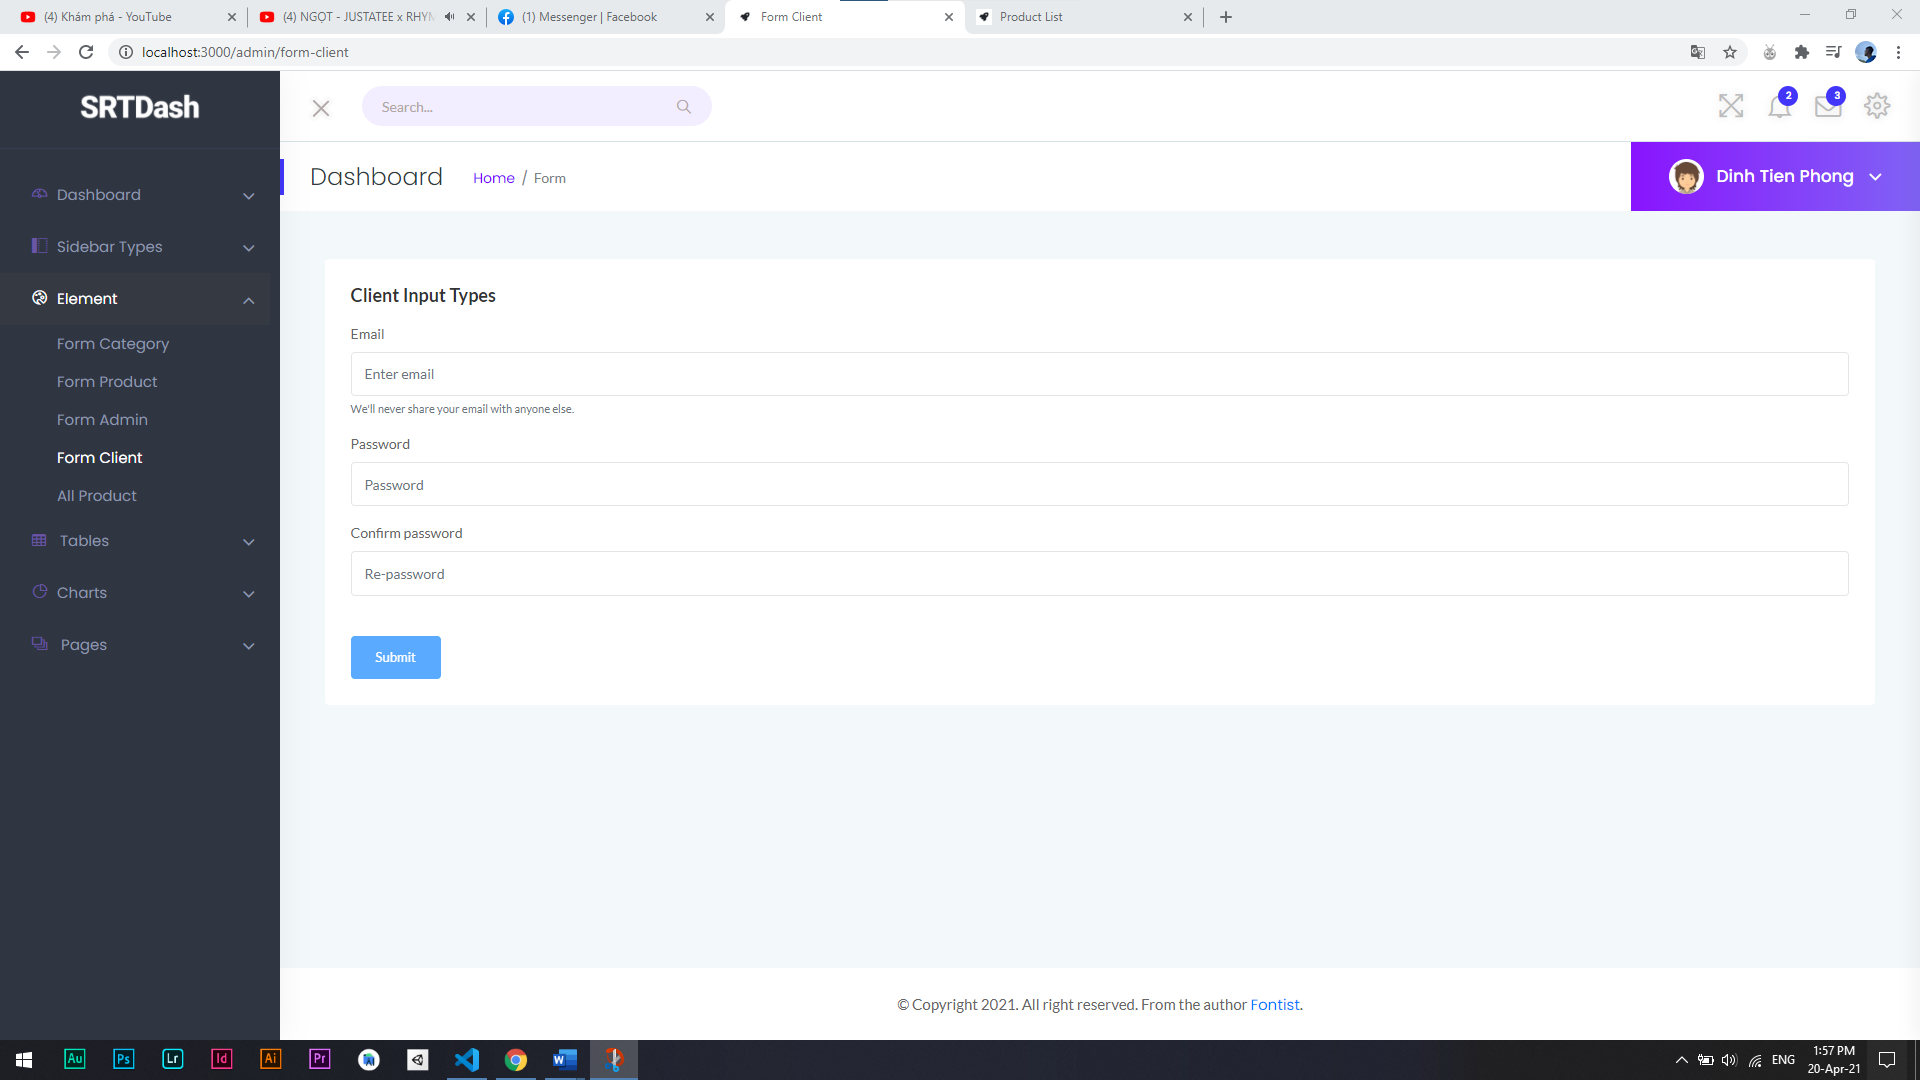 (4) Khám phá - YouTube
(4) NGỌT - JUSTATEE x RHYM
(1) Messenger | Facebook
Form Client
Product List
localhost:3000/admin/form-client
SRTDash
Search...
2
3
Dashboard
Home / Form
Dinh Tien Phong
Dashboard
Sidebar Types
Element
Form Category
Form Product
Form Admin
Form Client
All Product
Tables
Charts
Pages
Client Input Types
Email
Enter email
We'll never share your email with anyone else.
Password
Password
Confirm password
Re-password
Submit
© Copyright 2021. All right reserved. From the author Fontist.
Au
Ps
Lr
Id
Ai
Pr
ENG
1:57 PM
20-Apr-21